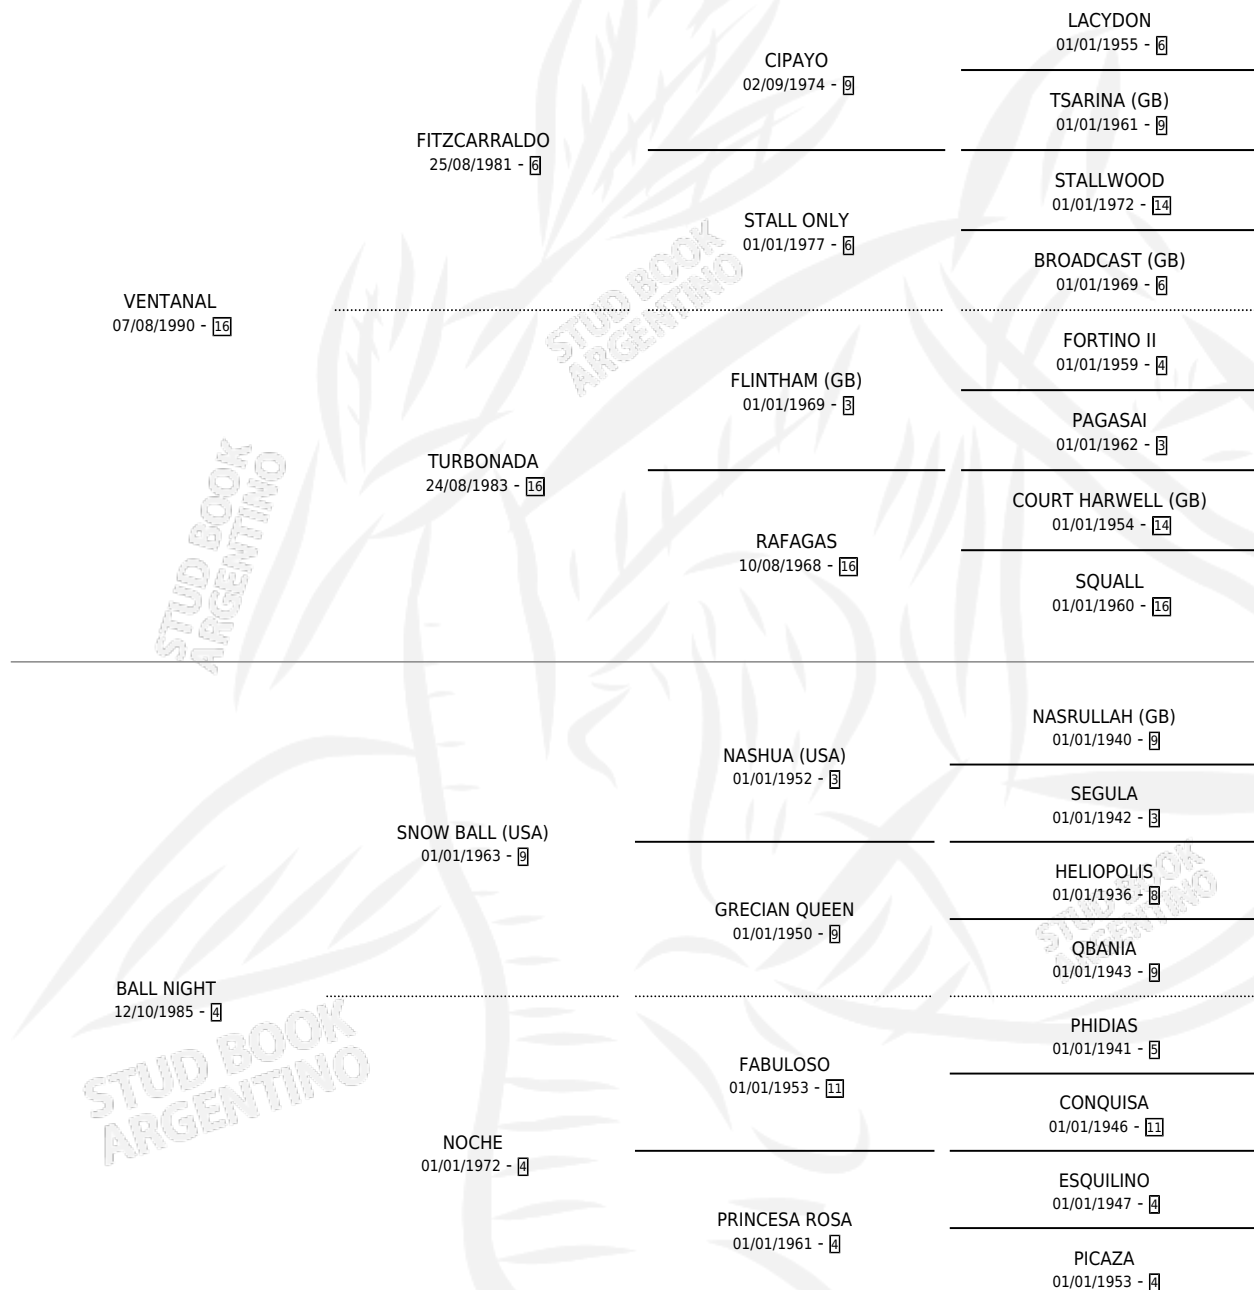 LACYDON
01/01/1955 - 6
CIPAYO
02/09/1974 - 9
TSARINA (GB)
01/01/1961 - 9
FITZCARRALDO
25/08/1981 - 6
STALLWOOD
01/01/1972 - 14
STALL ONLY
01/01/1977 - 6
BROADCAST (GB)
01/01/1969 - 6
VENTANAL
07/08/1990 - 16
FORTINO II
01/01/1959 - 4
FLINTHAM (GB)
01/01/1969 - 3
PAGASAI
01/01/1962 - 3
TURBONADA
24/08/1983 - 16
COURT HARWELL (GB)
01/01/1954 - 14
RAFAGAS
10/08/1968 - 16
SQUALL
01/01/1960 - 16
NASRULLAH (GB)
01/01/1940 - 9
NASHUA (USA)
01/01/1952 - 3
SEGULA
01/01/1942 - 3
SNOW BALL (USA)
01/01/1963 - 9
HELIOPOLIS
01/01/1936 - 8
GRECIAN QUEEN
01/01/1950 - 9
QBANIA
01/01/1943 - 9
BALL NIGHT
12/10/1985 - 4
PHIDIAS
01/01/1941 - 5
FABULOSO
01/01/1953 - 11
CONQUISA
01/01/1946 - 11
NOCHE
01/01/1972 - 4
ESQUILINO
01/01/1947 - 4
PRINCESA ROSA
01/01/1961 - 4
PICAZA
01/01/1953 - 4
STUD BOOK
ARGENTINO
STUD BOOK
ARGENTINO
STUD BOOK
ARGENTINO
STUD BOOK
ARGENTINO